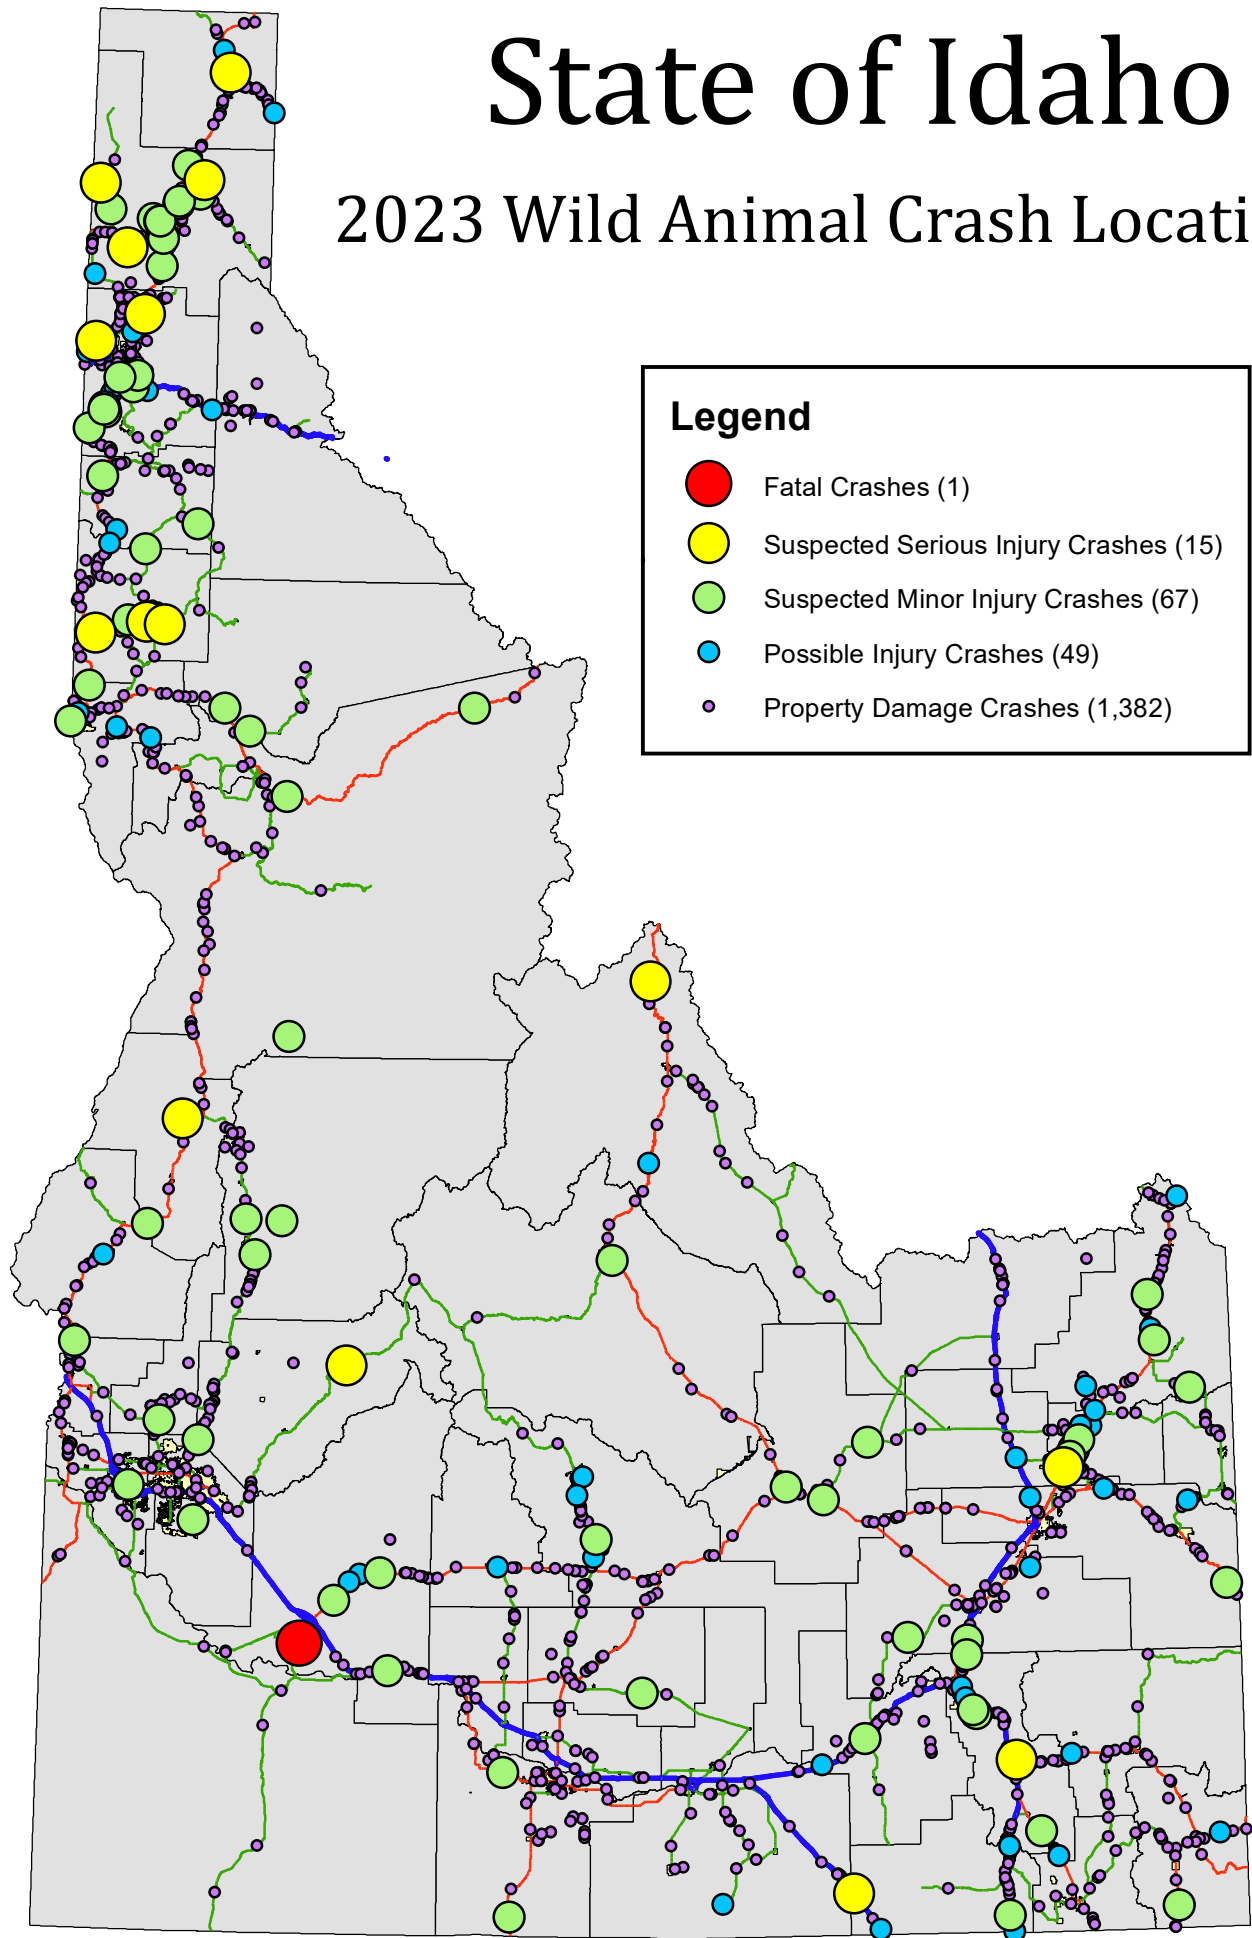 State of Idaho
2023 Wild Animal Crash Locati
Legend
Fatal Crashes (1)
Suspected Serious Injury Crashes (15)
Suspected Minor Injury Crashes (67)
Possible Injury Crashes (49)
Property Damage Crashes (1,382)